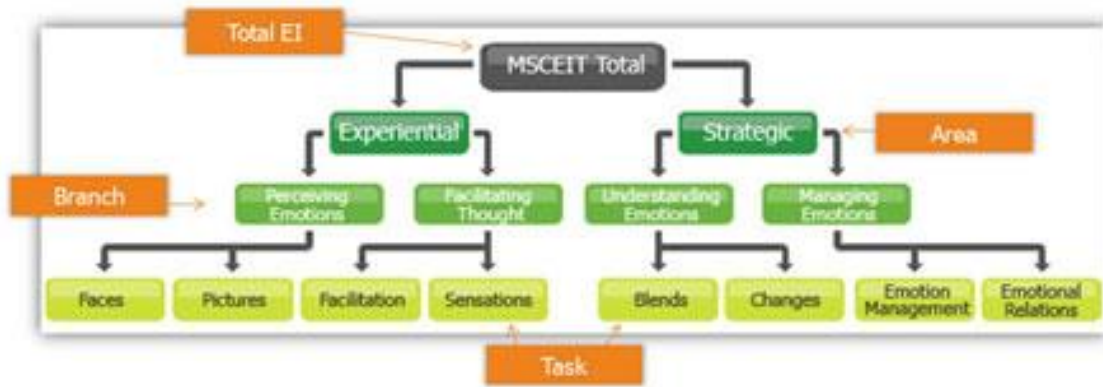 Total EI
MSCEIT Total
Experiential
Strategic
Area
Branch
Perceiving
Emotions
Facilitating
Thought
Understanding
Emotions
Managing
Emotions
Faces
Pictures
Facilitation
Sensations
Blends
Changes
Emotion
Management
Emotional
Relations
Task